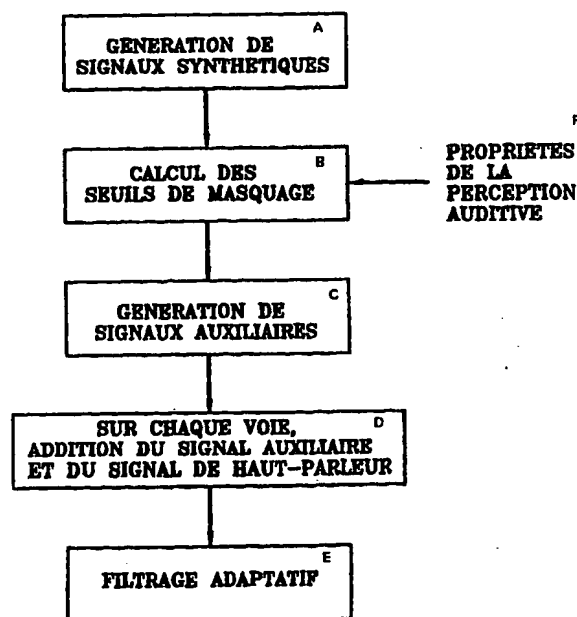 A
GENERATION DE
SIGNAUX SYNTHETIQUES
B
CALCUL DES
SEUILS DE MASQUAGE
F
PROPRIETES
DE LA
PERCEPTION
AUDITIVE
C
GENERATION DE
SIGNAUX AUXILIAIRES
D
SUR CHAQUE VOIE,
ADDITION DU SIGNAL AUXILIAIRE
ET DU SIGNAL DE HAUT-PARLEUR
E
FILTRAGE ADAPTATIF